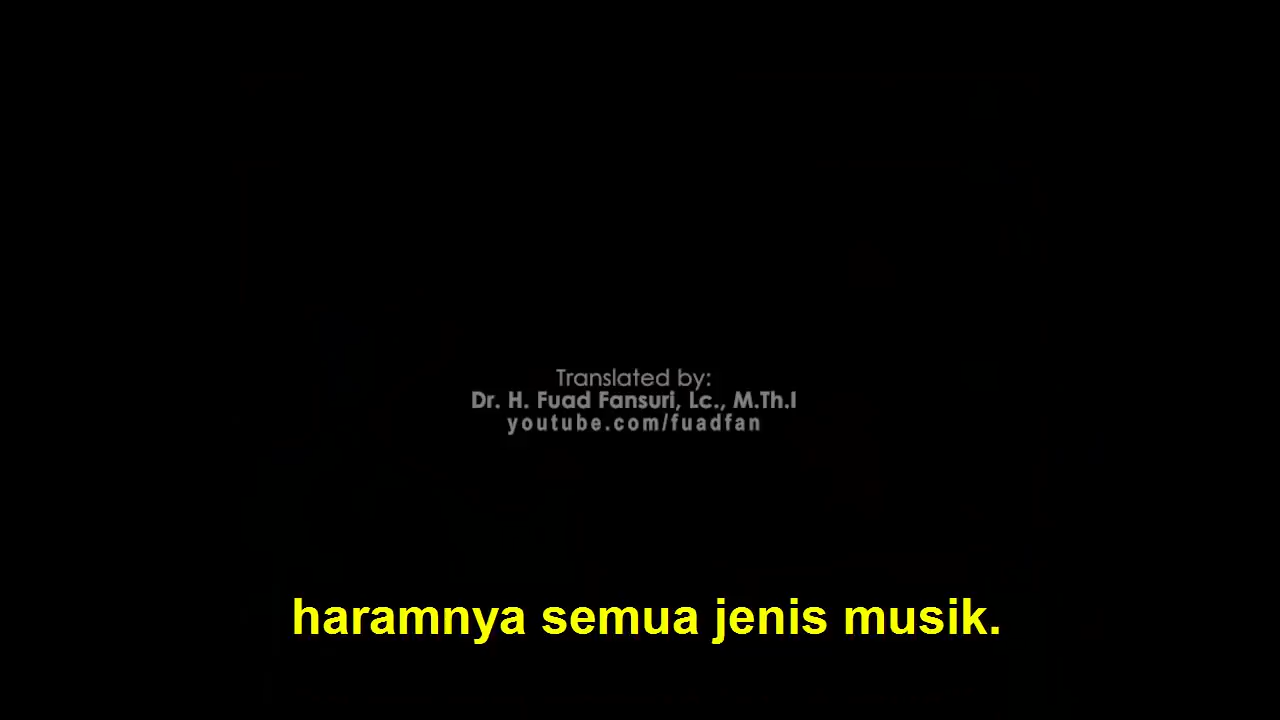 Translated by:
Dr. H. Fuad Fansuri, Lc., M.Th.I
youtube.com/fuadfan
haramnya semua jenis musik.